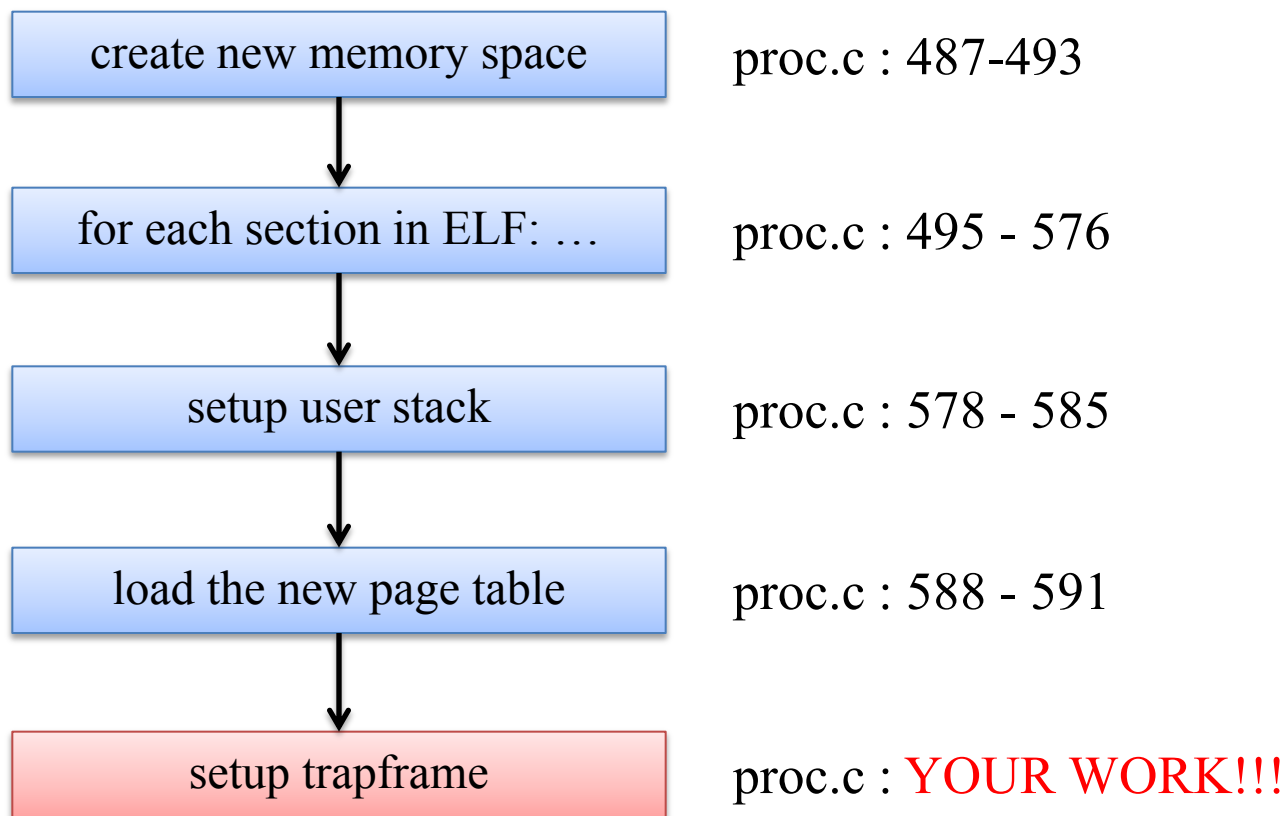 create new memory space proc.c : 487-493
for each section in ELF: … proc.c : 495 - 576
setup user stack proc.c : 578 - 585
load the new page table proc.c : 588 - 591
setup trapframe proc.c : YOUR WORK!!!